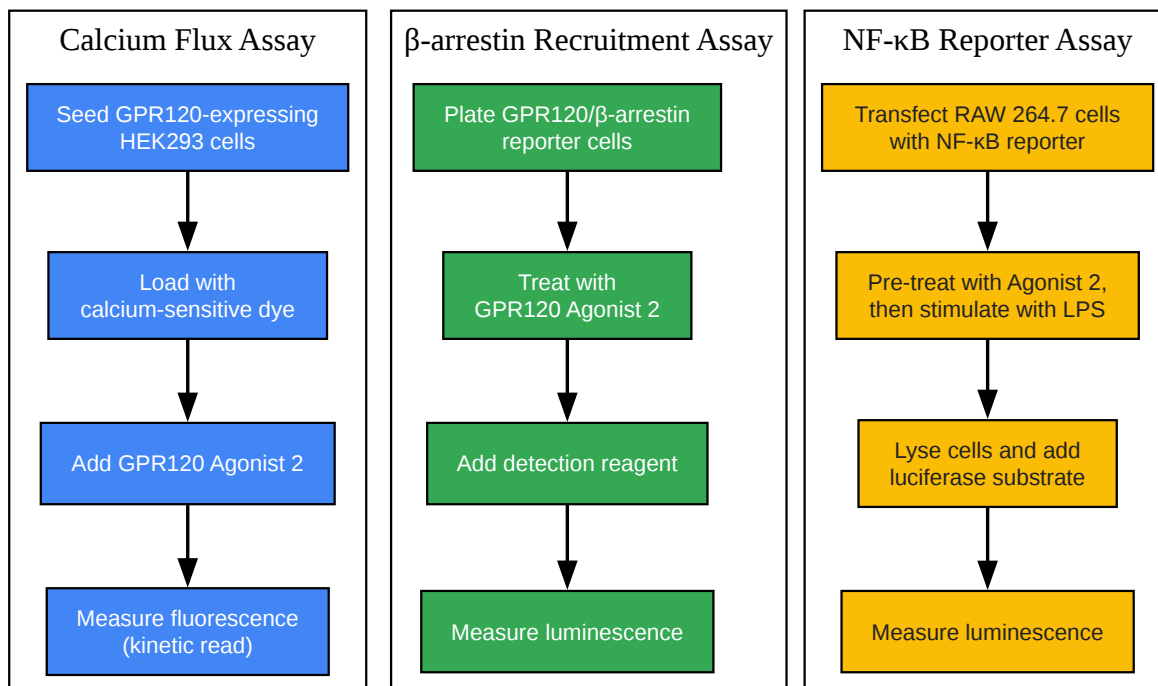 Calcium Flux Assay
Seed GPR120-expressing
HEK293 cells
Load with
calcium-sensitive dye
Add GPR120 Agonist 2
Measure fluorescence
(kinetic read)
β-arrestin Recruitment Assay
Plate GPR120/β-arrestin
reporter cells
Treat with
GPR120 Agonist 2
Add detection reagent
Measure luminescence
NF-κB Reporter Assay
Transfect RAW 264.7 cells
with NF-κB reporter
Pre-treat with Agonist 2,
then stimulate with LPS
Lyse cells and add
luciferase substrate
Measure luminescence